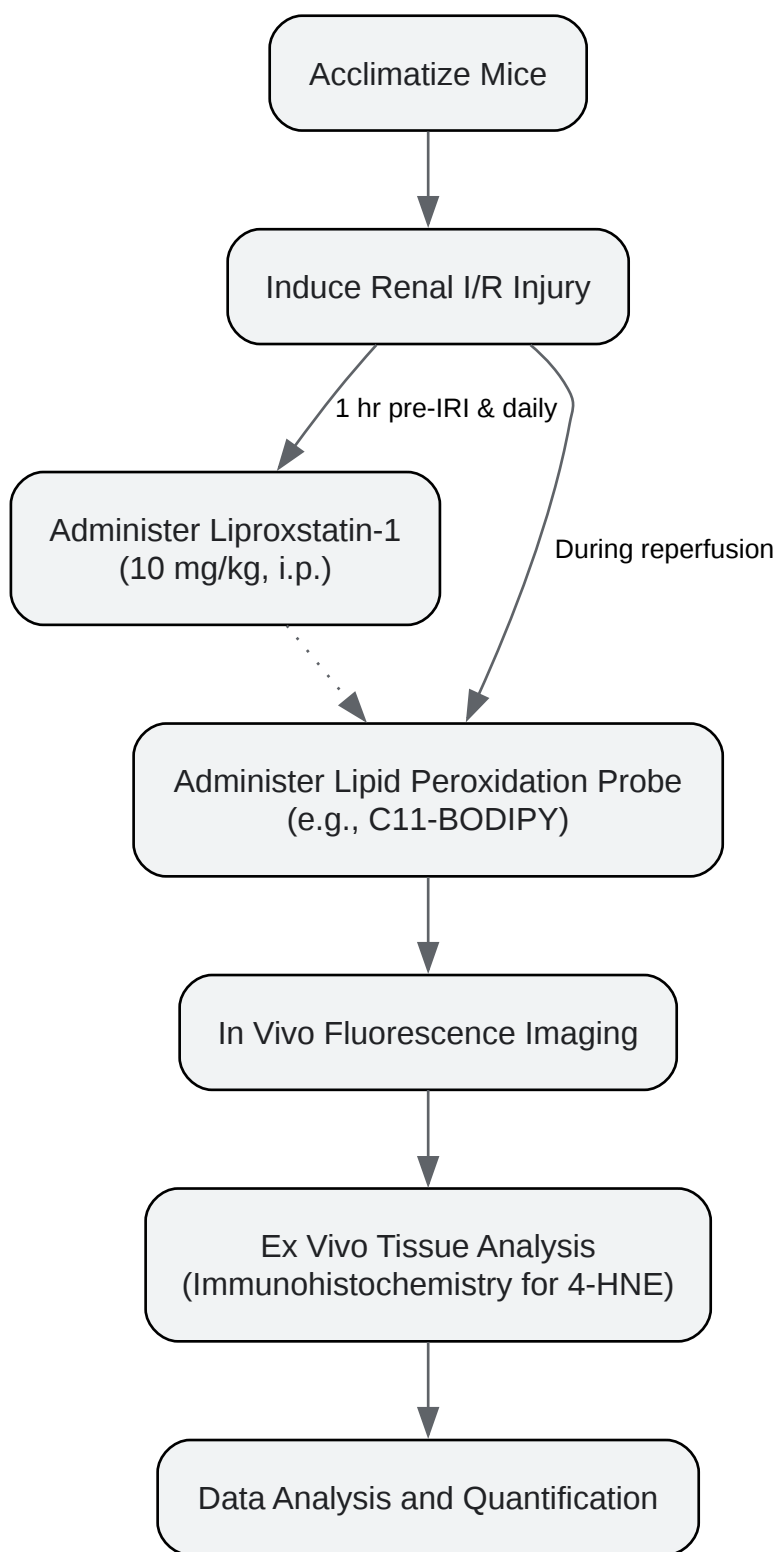 Acclimatize Mice
Induce Renal I/R Injury
1 hr pre-IRI & daily
Administer Liproxstatin-1
(10 mg/kg, i.p.)
During reperfusion
Administer Lipid Peroxidation Probe
(e.g., C11-BODIPY)
In Vivo Fluorescence Imaging
Ex Vivo Tissue Analysis
(Immunohistochemistry for 4-HNE)
Data Analysis and Quantification